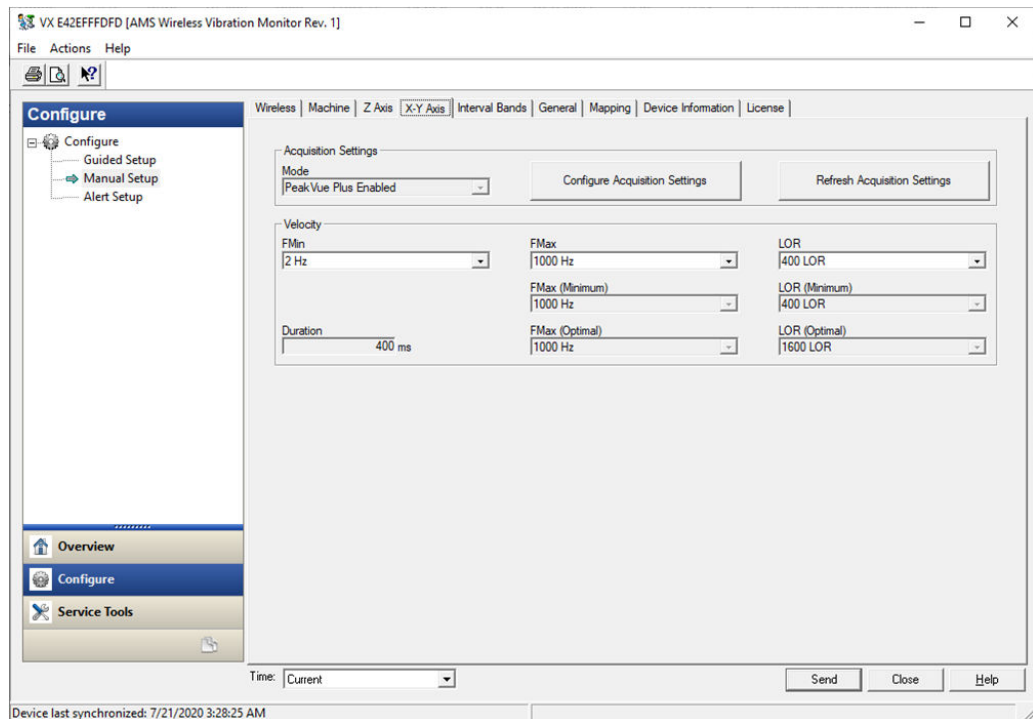 VX E42EFFFDFD [AMS Wireless Vibration Monitor Rev. 1]
File Actions Help
Configure
Configure
Guided Setup
Manual Setup
Alert Setup
Overview
Configure
Service Tools
Wireless Machine Z Axis X-Y Axis Interval Bands General Mapping Device Information License
Acquisition Settings
Mode
PeakVue Plus Enabled
Configure Acquisition Settings
Refresh Acquisition Settings
Velocity
FMin FMax LOR
2 Hz 1000 Hz 400 LOR
FMax (Minimum) LOR (Minimum)
1000 Hz 400 LOR
Duration FMax (Optimal) LOR (Optimal)
400 ms 1000 Hz 1600 LOR
Time: Current
Send Close Help
Device last synchronized: 7/21/2020 3:28:25 AM